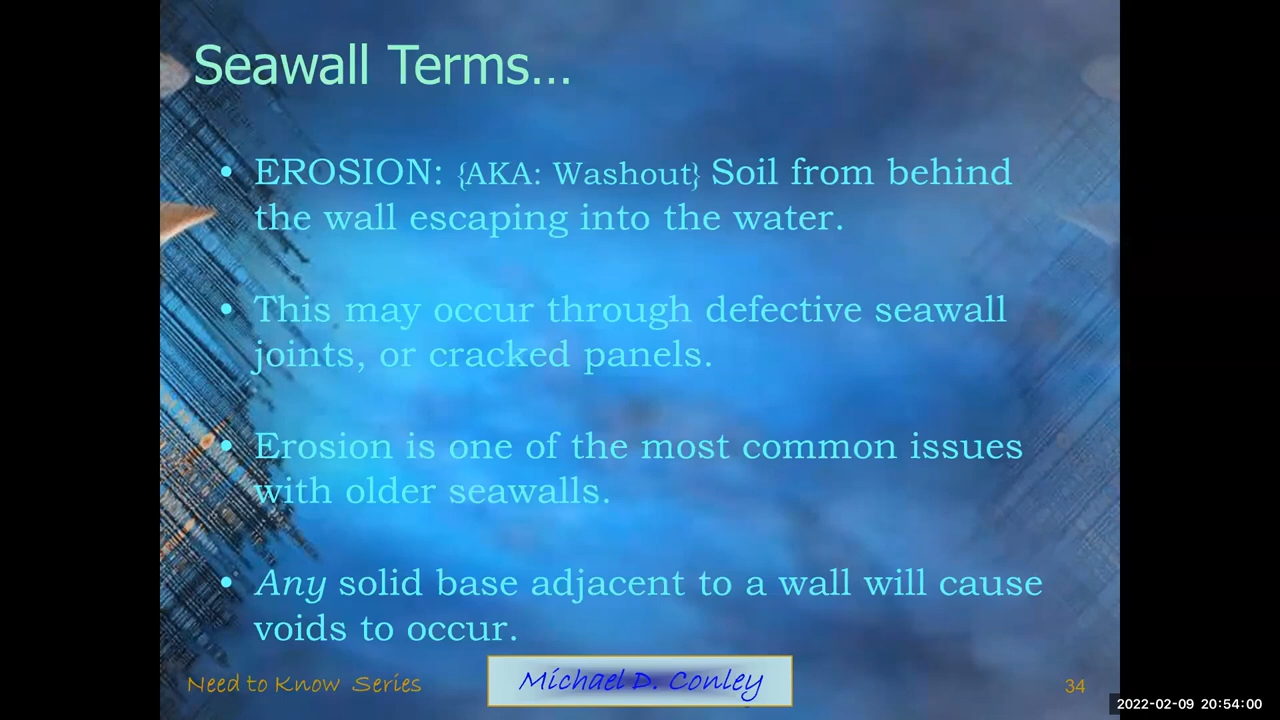 Seawall Terms...
• EROSION: {AKA: Washout} Soil from behind
the wall escaping into the water.
• This may occur through defective seawall
joints, or cracked panels.
• Erosion is one of the most common issues
with older seawalls.
• Any solid base adjacent to a wall will cause
voids to occur.
Need to Know Series
Michael D. Conley
34
2022-02-09 20:54:00